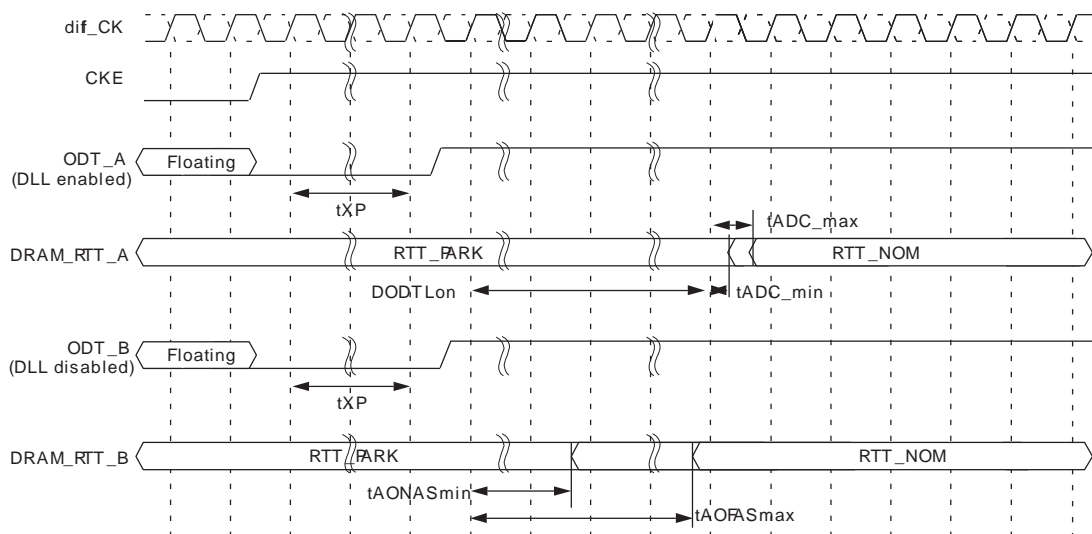 dif_CK
CKE
ODT_A
(DLL enabled)
Floating
tXP
tADC_max
DRAM_RTT_A
RTT_PARK
RTT_NOM
DODTLon
tADC_min
ODT_B
(DLL disabled)
Floating
tXP
DRAM_RTT_B
RTT_PARK
RTT_NOM
tAONASmin
tAOFASmax